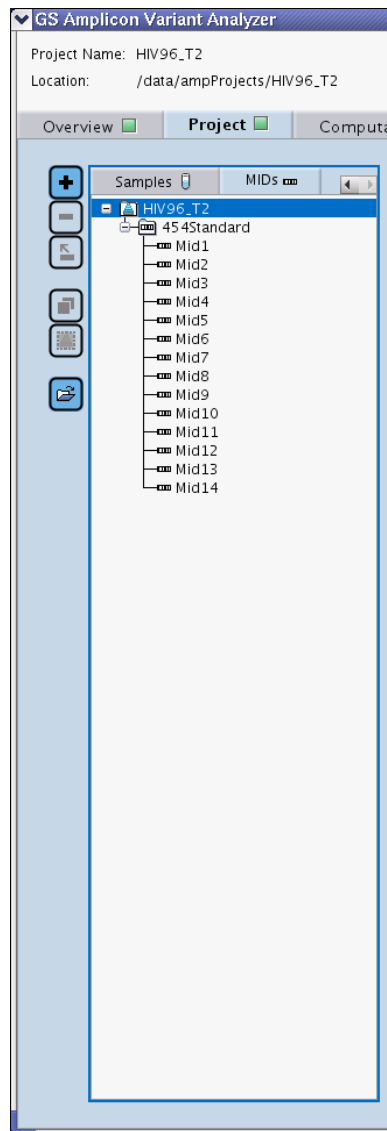 GS Amplicon Variant Analyzer
Project Name: HIV96_T2
Location: /data/ampProjects/HIV96_T2
Overview Project Computa
Samples MIDs
HIV96_T2
454Standard
Mid1
Mid2
Mid3
Mid4
Mid5
Mid6
Mid7
Mid8
Mid9
Mid10
Mid11
Mid12
Mid13
Mid14